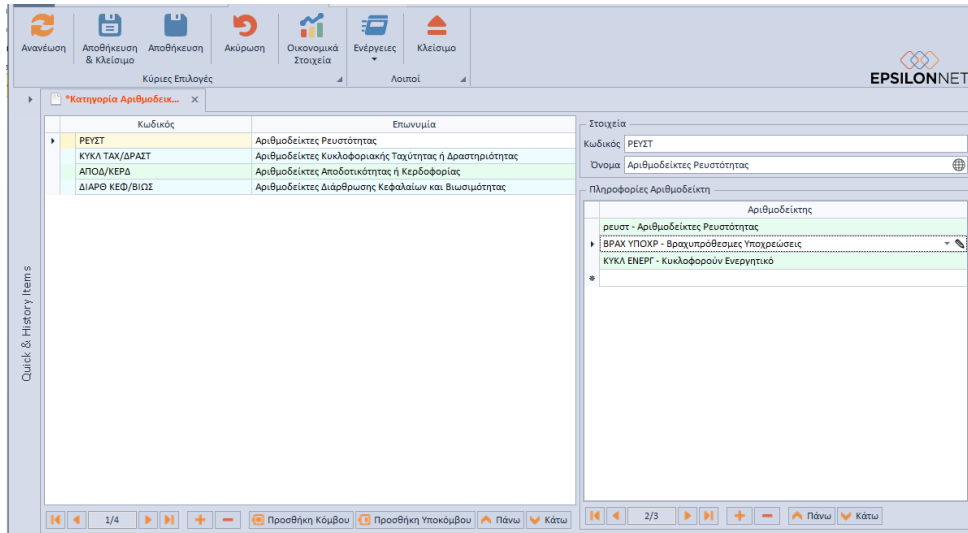 Ανανέωση
Αποθήκευση & Κλείσιμο
Αποθήκευση
Ακύρωση
Οικονομικά Στοιχεία
Ενέργειες
Κλείσιμο
Κύριες Επιλογές
Λοιποί
EPSILONNET
*Κατηγορία Αριθμοδεικ...
Quick & History Items
Κωδικός Επωνυμία
ΡΕΥΣΤ Αριθμοδείκτες Ρευστότητας
ΚΥΚΛ ΤΑΧ/ΔΡΑΣΤ Αριθμοδείκτες Κυκλοφοριακής Ταχύτητας ή Δραστηριότητας
ΑΠΟΔ/ΚΕΡΔ Αριθμοδείκτες Αποδοτικότητας ή Κερδοφορίας
ΔΙΑΡΘ ΚΕΦ/ΒΙΩΣ Αριθμοδείκτες Διάρθρωσης Κεφαλαίων και Βιωσιμότητας
1/4
Προσθήκη Κόμβου
Προσθήκη Υποκόμβου
Πάνω
Κάτω
Στοιχεία
Κωδικός ΡΕΥΣΤ
Όνομα Αριθμοδείκτες Ρευστότητας
Πληροφορίες Αριθμοδείκτη
Αριθμοδείκτης
ρευστ - Αριθμοδείκτες Ρευστότητας
ΒΡΑΧ ΥΠΟΧΡ - Βραχυπρόθεσμες Υποχρεώσεις
ΚΥΚΛ ΕΝΕΡΓ - Κυκλοφορούν Ενεργητικό
2/3
Πάνω
Κάτω